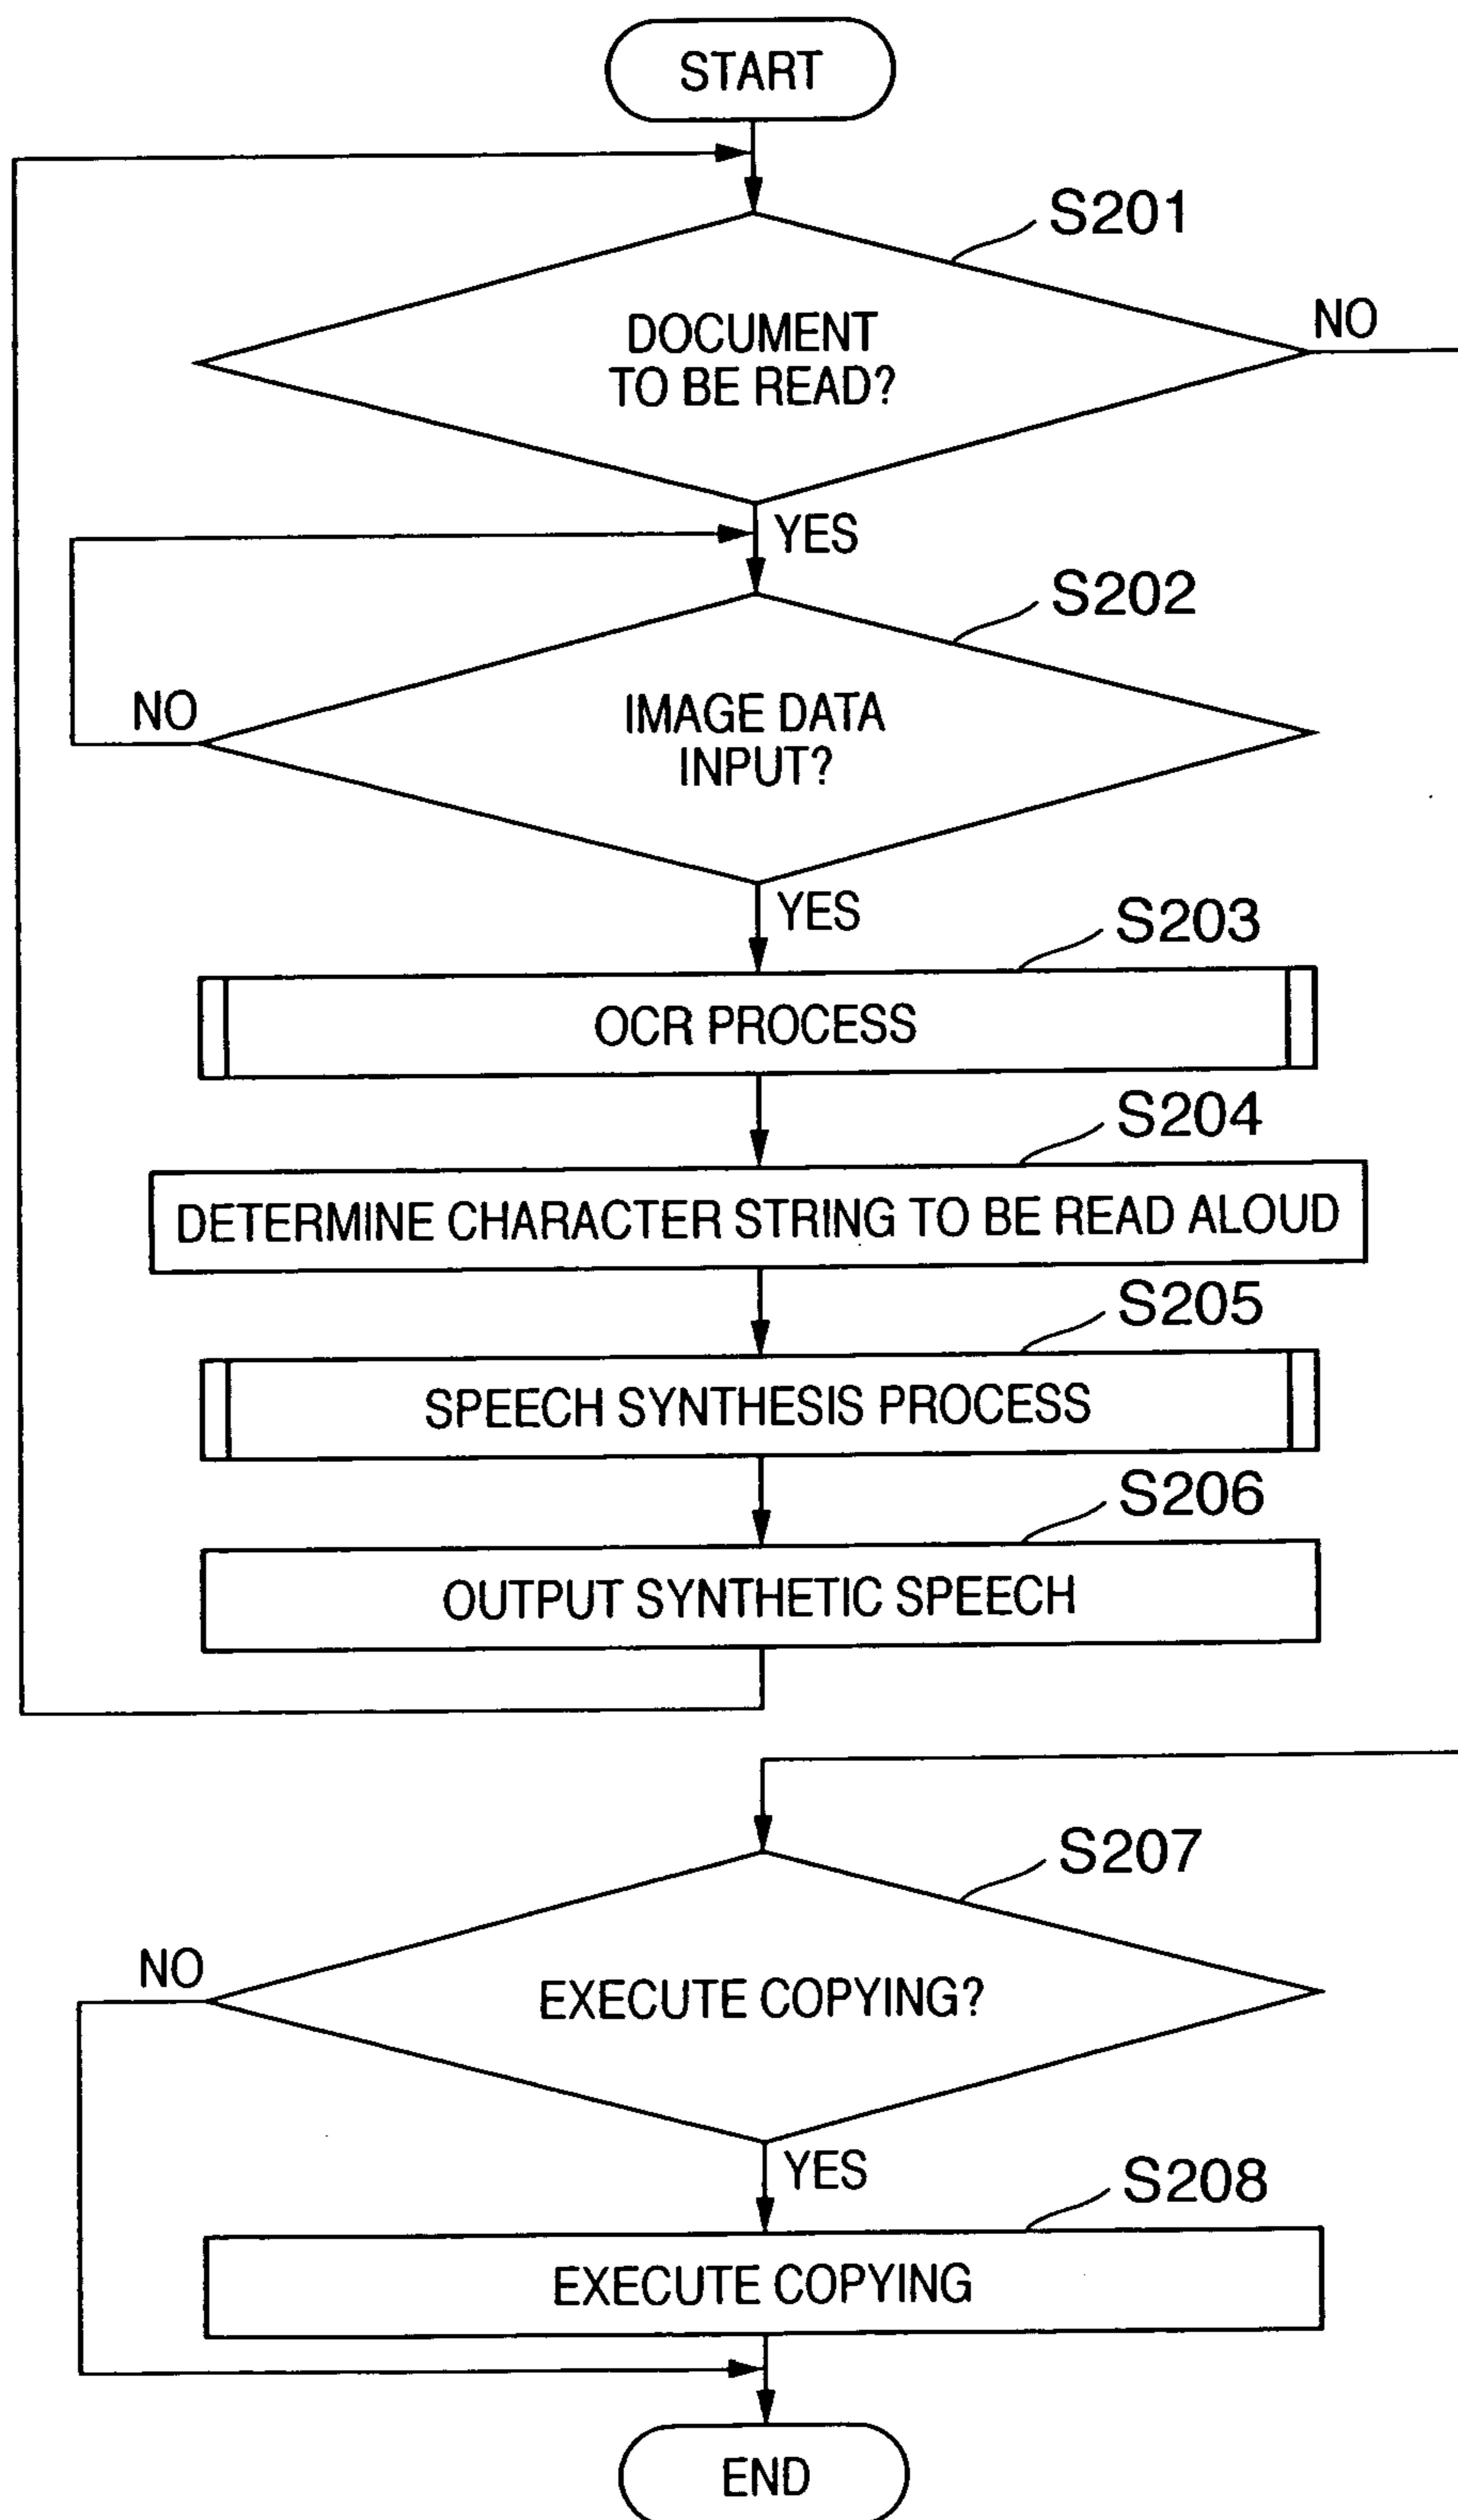 START
S201
DOCUMENT
TO BE READ?
NO
YES
S202
IMAGE DATA
INPUT?
NO
YES
S203
OCR PROCESS
S204
DETERMINE CHARACTER STRING TO BE READ ALOUD
S205
SPEECH SYNTHESIS PROCESS
S206
OUTPUT SYNTHETIC SPEECH
S207
EXECUTE COPYING?
NO
YES
S208
EXECUTE COPYING
END